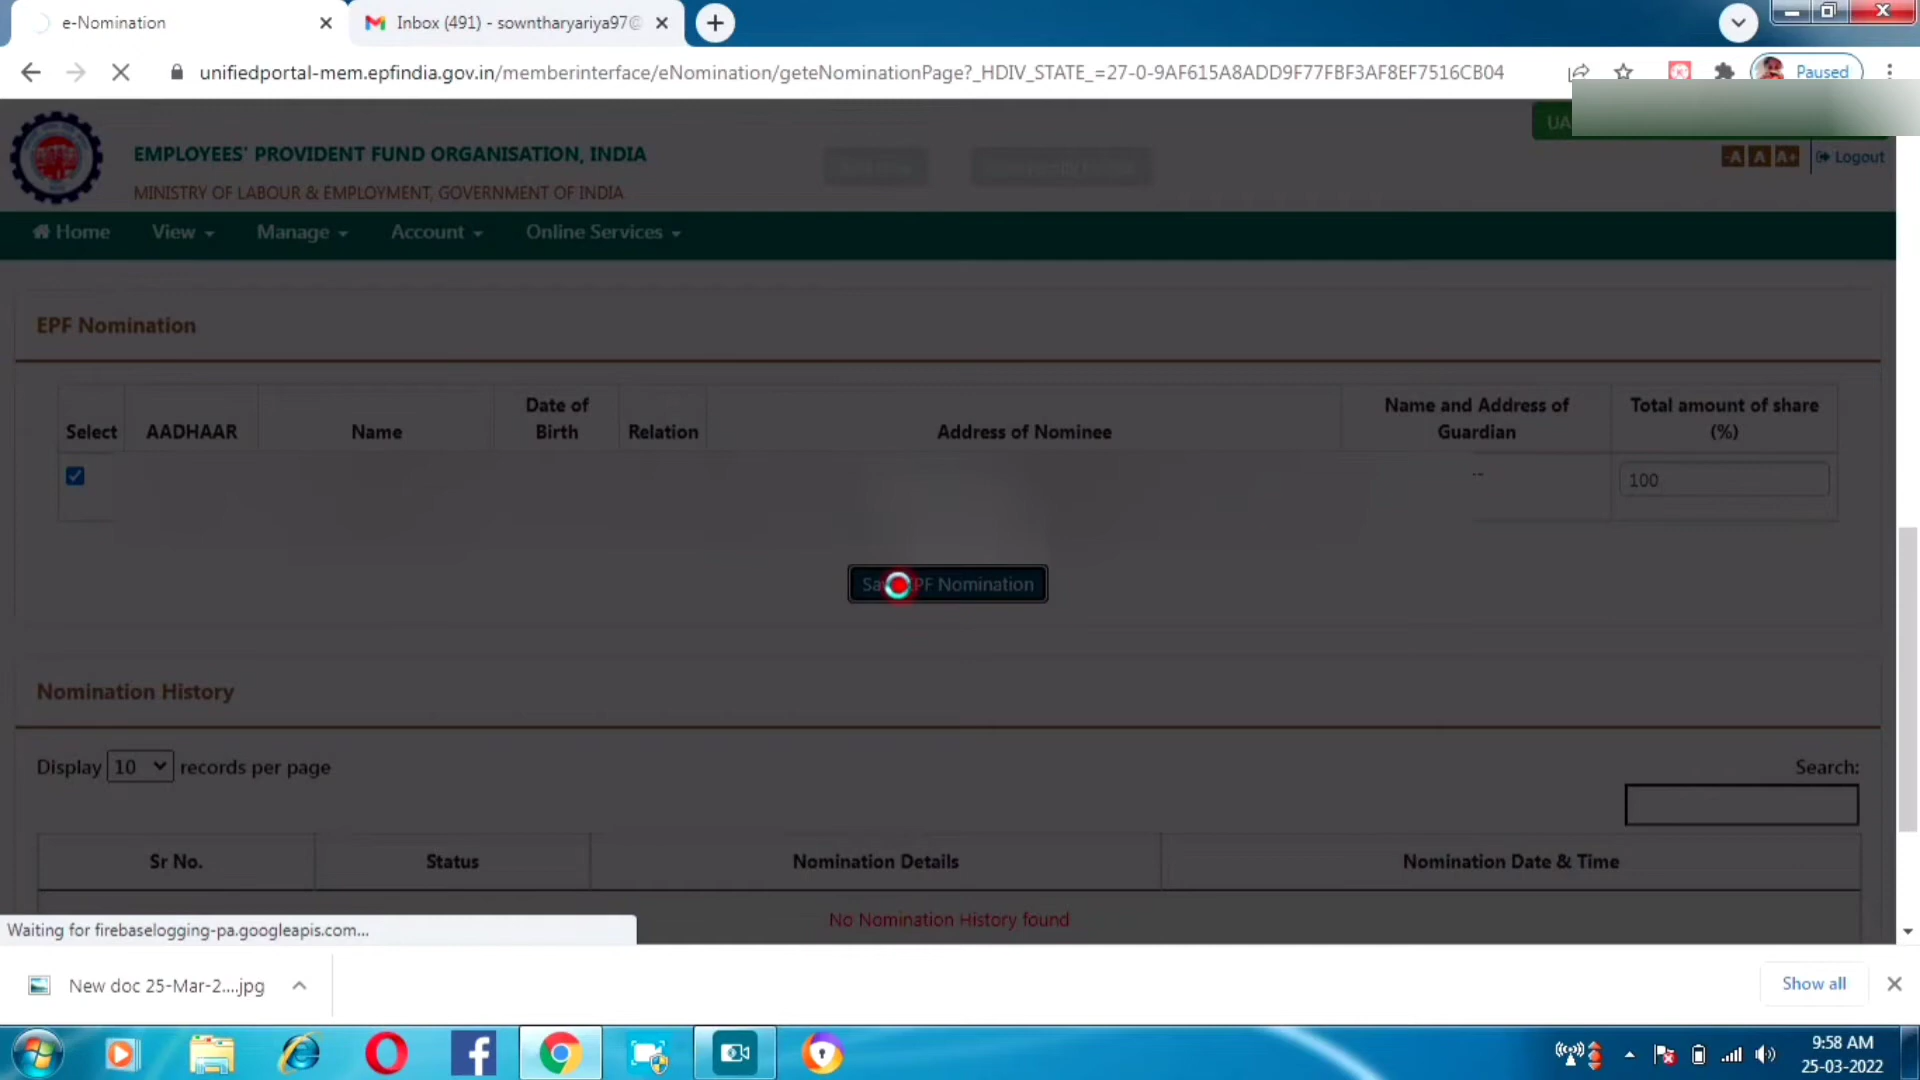 e-Nomination
Inbox (491) - sowntharyariya97@
unifiedportal-mem.epfindia.gov.in/memberinterface/eNomination/geteNominationPage?_HDIV_STATE_=27-0-9AF615A8ADD9F77FBF3AF8EF7516CB04
Paused
UA
EMPLOYEES' PROVIDENT FUND ORGANISATION, INDIA
MINISTRY OF LABOUR & EMPLOYMENT, GOVERNMENT OF INDIA
-A A A+ Logout
Home View Manage Account Online Services
EPF Nomination
Select AADHAAR Name Date of Birth Relation Address of Nominee Name and Address of Guardian Total amount of share (%)
-- 100
EPF Nomination
Nomination History
Display 10 records per page
Search:
Sr No. Status Nomination Details Nomination Date & Time
No Nomination History found
Waiting for firebaselogging-pa.googleapis.com...
New doc 25-Mar-2....jpg
Show all
9:58 AM
25-03-2022